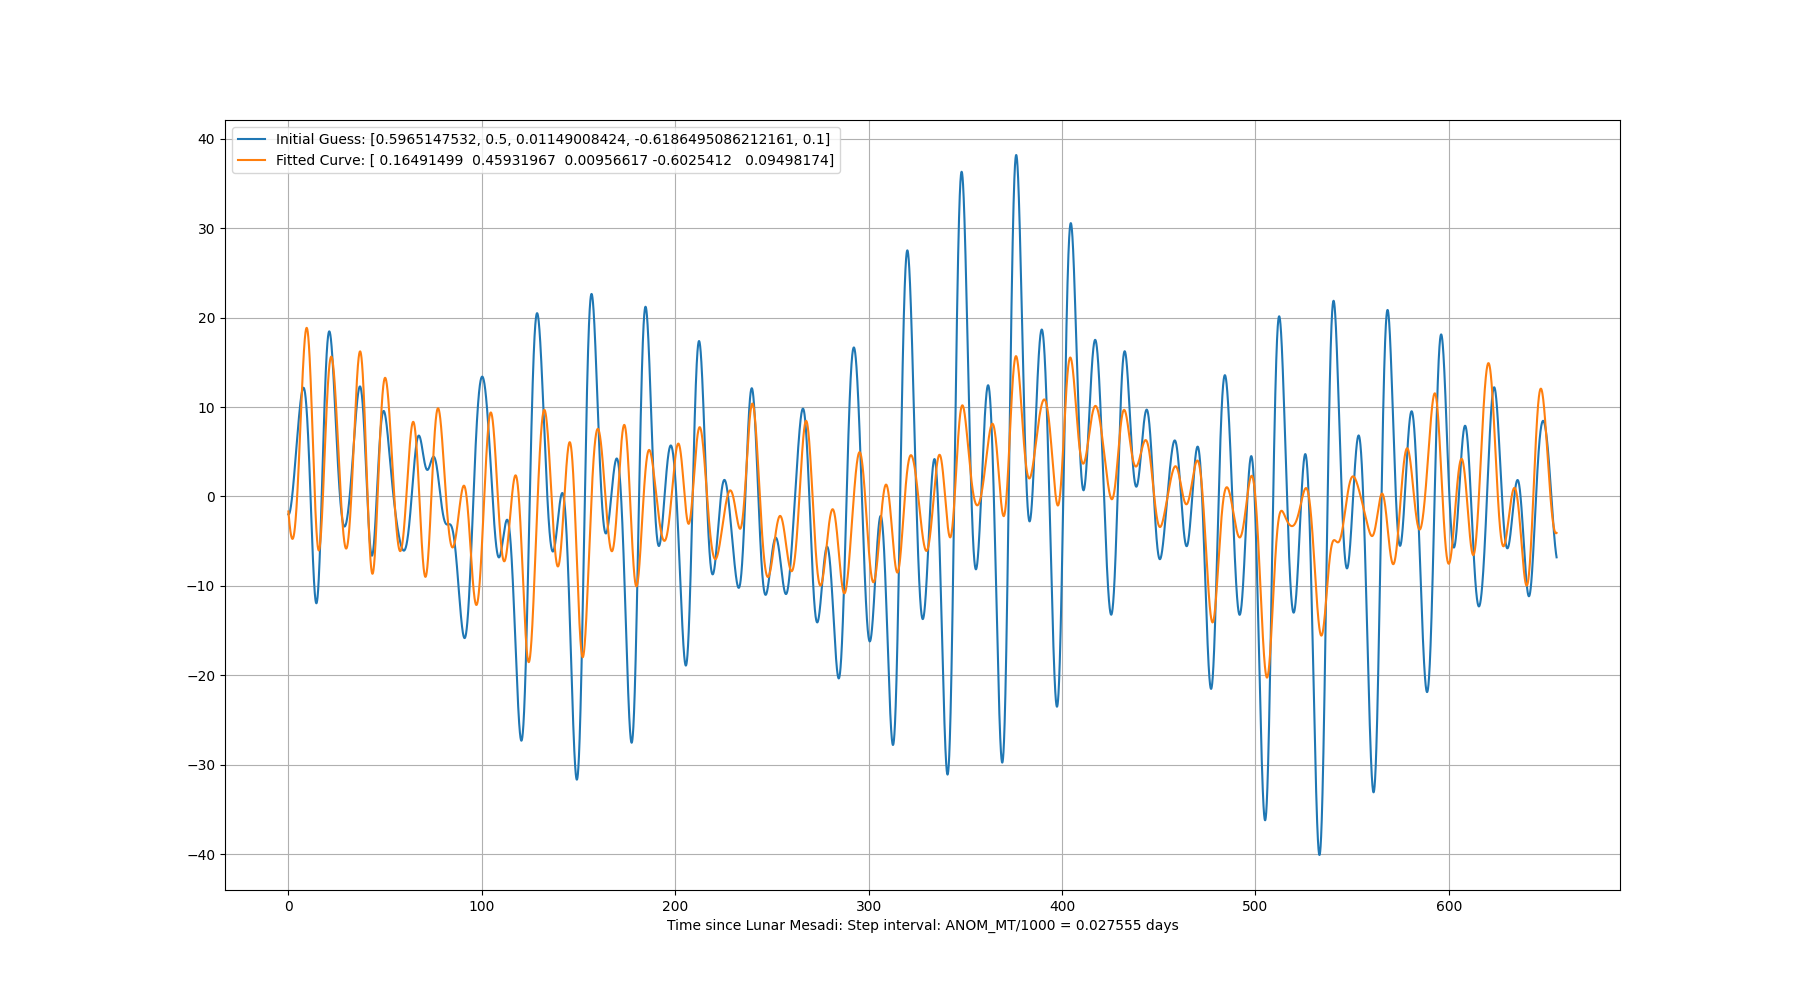 Initial Guess: [0.5965147532, 0.5, 0.01149008424, -0.6186495086212161, 0.1]
Fitted Curve: [ 0.16491499  0.45931967  0.00956617 -0.6025412   0.09498174]
40
30
20
10
0
−10
−20
−30
−40
0 100 200 300 400 500 600
Time since Lunar Mesadi: Step interval: ANOM_MT/1000 = 0.027555 days